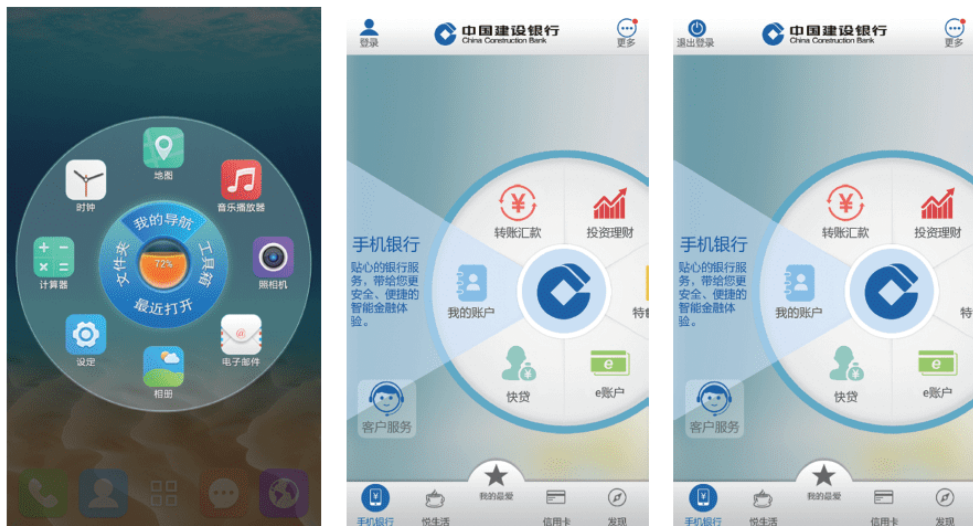 地图
时钟
音乐播放器
我的导航
文件夹
72%
工具箱
计算器
照相机
最近打开
设定
电子邮件
相册
登录
中国建设银行
China Construction Bank
更多
转账汇款
投资理财
手机银行
贴心的银行服
务，带给您更
安全、便捷的
智能金融体
验。
我的账户
特
快贷
e
e账户
客户服务
手机银行
悦生活
我的最爱
信用卡
发现
退出登录
中国建设银行
China Construction Bank
更多
转账汇款
投资理财
手机银行
贴心的银行服
务，带给您更
安全、便捷的
智能金融体
验。
我的账户
特
快贷
e
e账户
客户服务
手机银行
悦生活
我的最爱
信用卡
发现